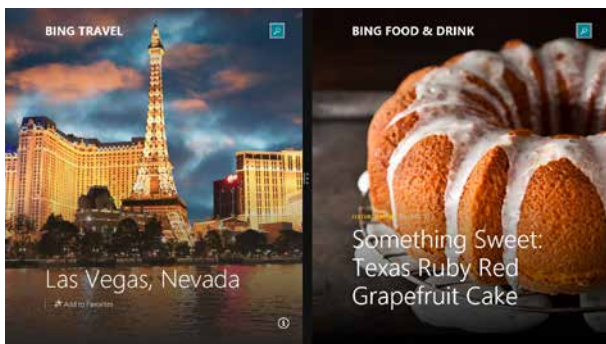 BING TRAVEL
Las Vegas, Nevada
Add to Favorites
BING FOOD & DRINK
Something Sweet:
Texas Ruby Red
Grapefruit Cake